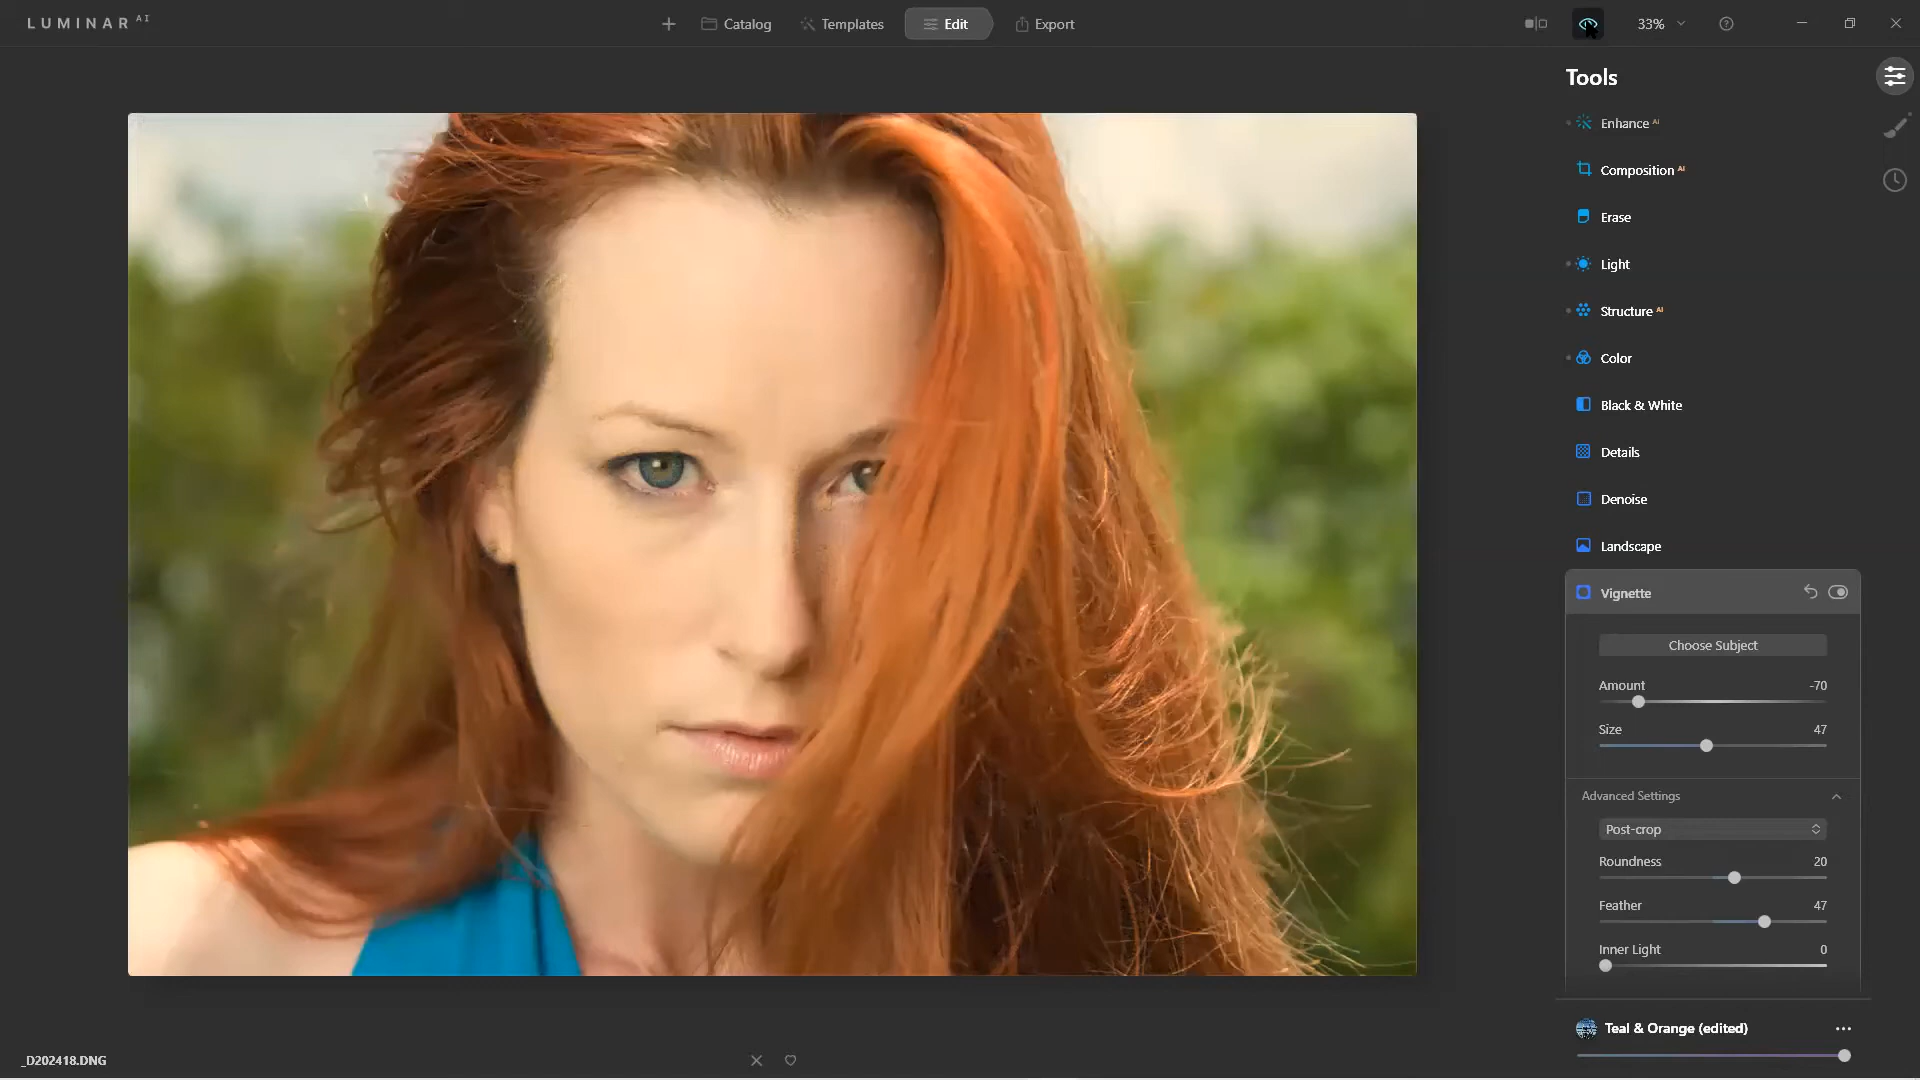 LUMINAR AI
Catalog
Templates
Edit
Export
33%
Tools
Enhance AI
Composition AI
Erase
Light
Structure AI
Color
Black & White
Details
Denoise
Landscape
Vignette
Choose Subject
Amount -70
Size 47
Advanced Settings
Post-crop
Roundness 20
Feather 47
Inner Light 0
Teal & Orange (edited)
_D202418.DNG